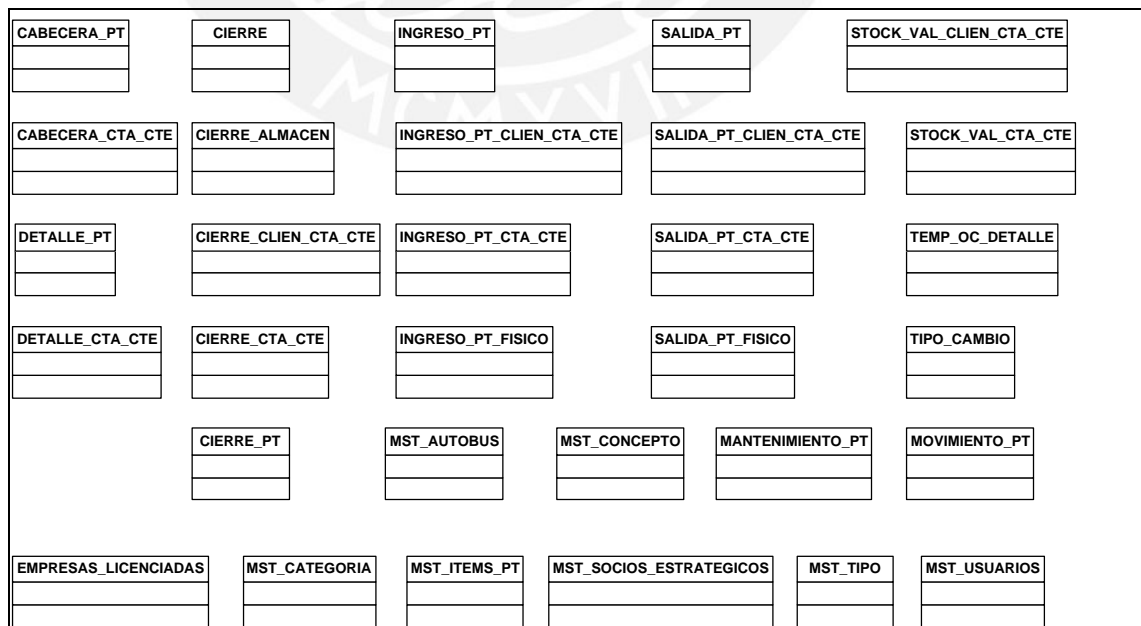 CABECERA_PT CIERRE INGRESO_PT SALIDA_PT STOCK_VAL_CLIEN_CTA_CTE
MCMXVII
CABECERA_CTA_CTE CIERRE_ALMACEN INGRESO_PT_CLIEN_CTA_CTE SALIDA_PT_CLIEN_CTA_CTE STOCK_VAL_CTA_CTE
DETALLE_PT CIERRE_CLIEN_CTA_CTE INGRESO_PT_CTA_CTE SALIDA_PT_CTA_CTE TEMP_OC_DETALLE
DETALLE_CTA_CTE CIERRE_CTA_CTE INGRESO_PT_FISICO SALIDA_PT_FISICO TIPO_CAMBIO
CIERRE_PT MST_AUTOBUS MST_CONCEPTO MANTENIMIENTO_PT MOVIMIENTO_PT
EMPRESAS_LICENCIADAS MST_CATEGORIA MST_ITEMS_PT MST_SOCIOS_ESTRATEGICOS MST_TIPO MST_USUARIOS